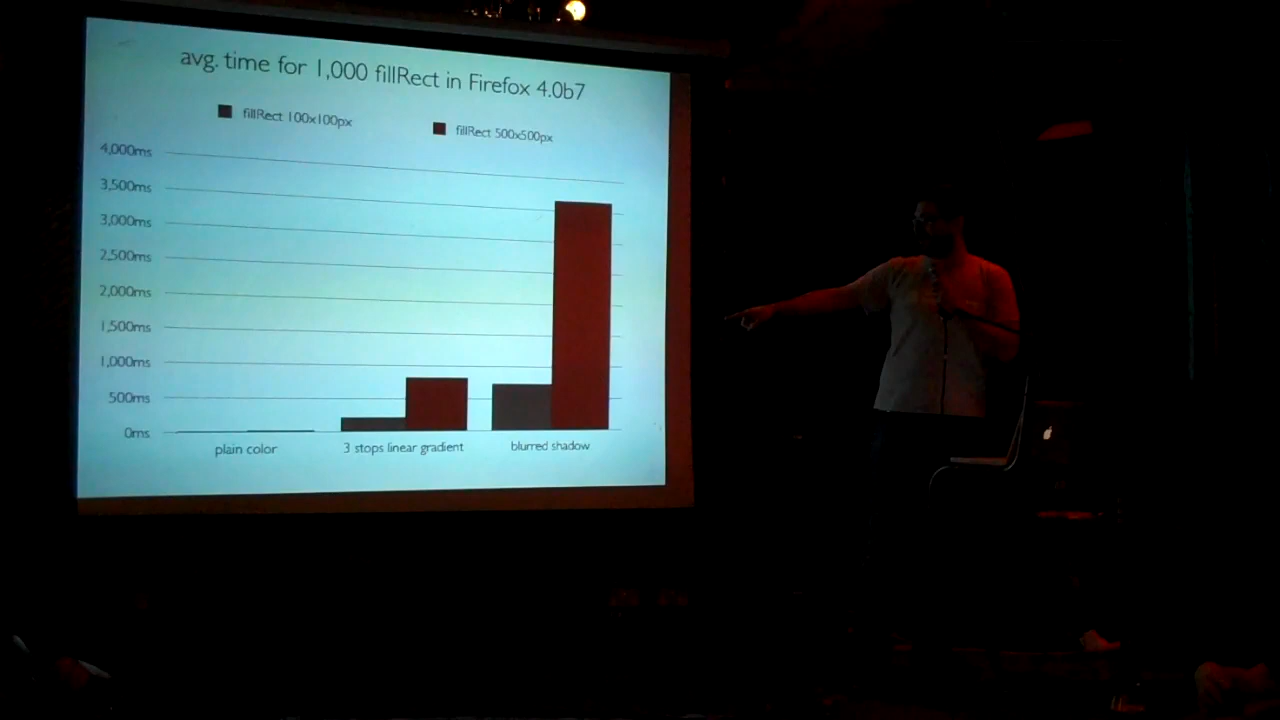 avg. time for 1,000 fillRect in Firefox 4.0b7
fillRect 100x100px
fillRect 500x500px
4,000ms
3,500ms
3,000ms
2,500ms
2,000ms
1,500ms
1,000ms
500ms
0ms
plain color
3 stops linear gradient
blurred shadow